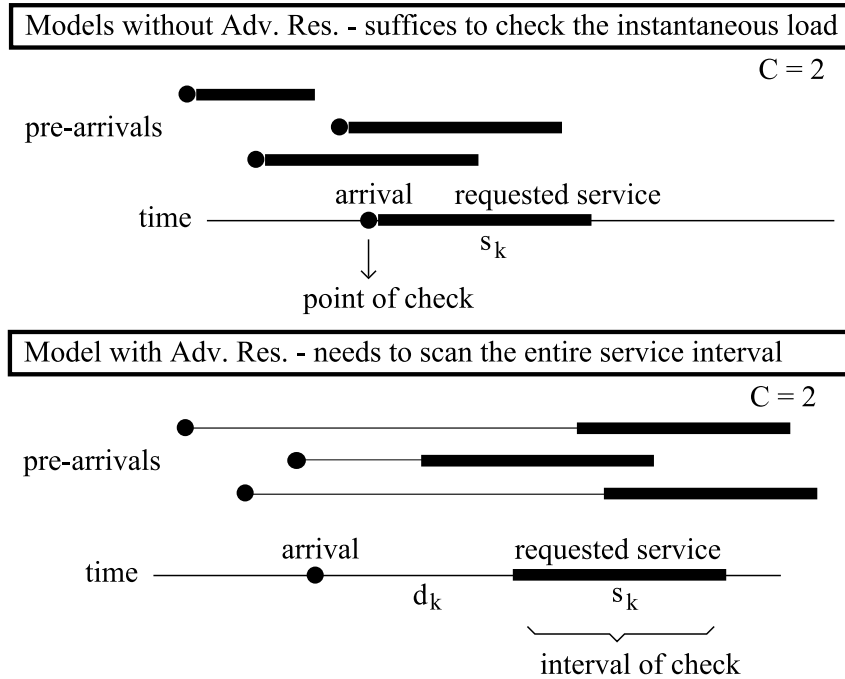 Models without Adv. Res. - suffices to check the instantaneous load
C = 2
pre-arrivals
arrival requested service
time
s_k
point of check
Model with Adv. Res. - needs to scan the entire service interval
C = 2
pre-arrivals
arrival requested service
time
d_k s_k
interval of check